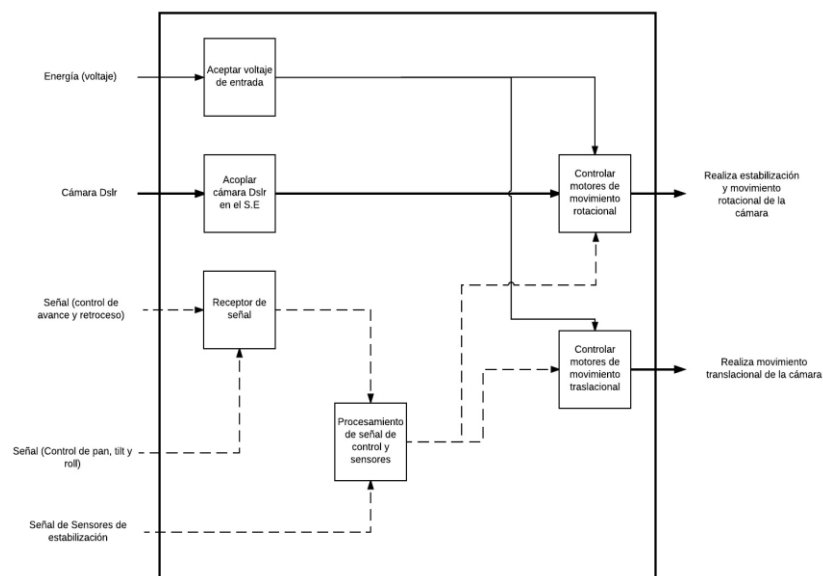 Energía (voltaje)
Aceptar voltaje
de entrada
Cámara Dslr
Acoplar
cámara Dslr
en el S.E
Controlar
motores de
movimiento
rotacional
Realiza estabilización
y movimiento
rotacional de la
cámara
Señal (control de
avance y retroceso)
Receptor de
señal
Controlar
motores de
movimiento
traslacional
Realiza movimiento
translacional de la cámara
Procesamiento
de señal de
control y
sensores
Señal (Control de pan, tilt y
roll)
Señal de Sensores de
estabilización